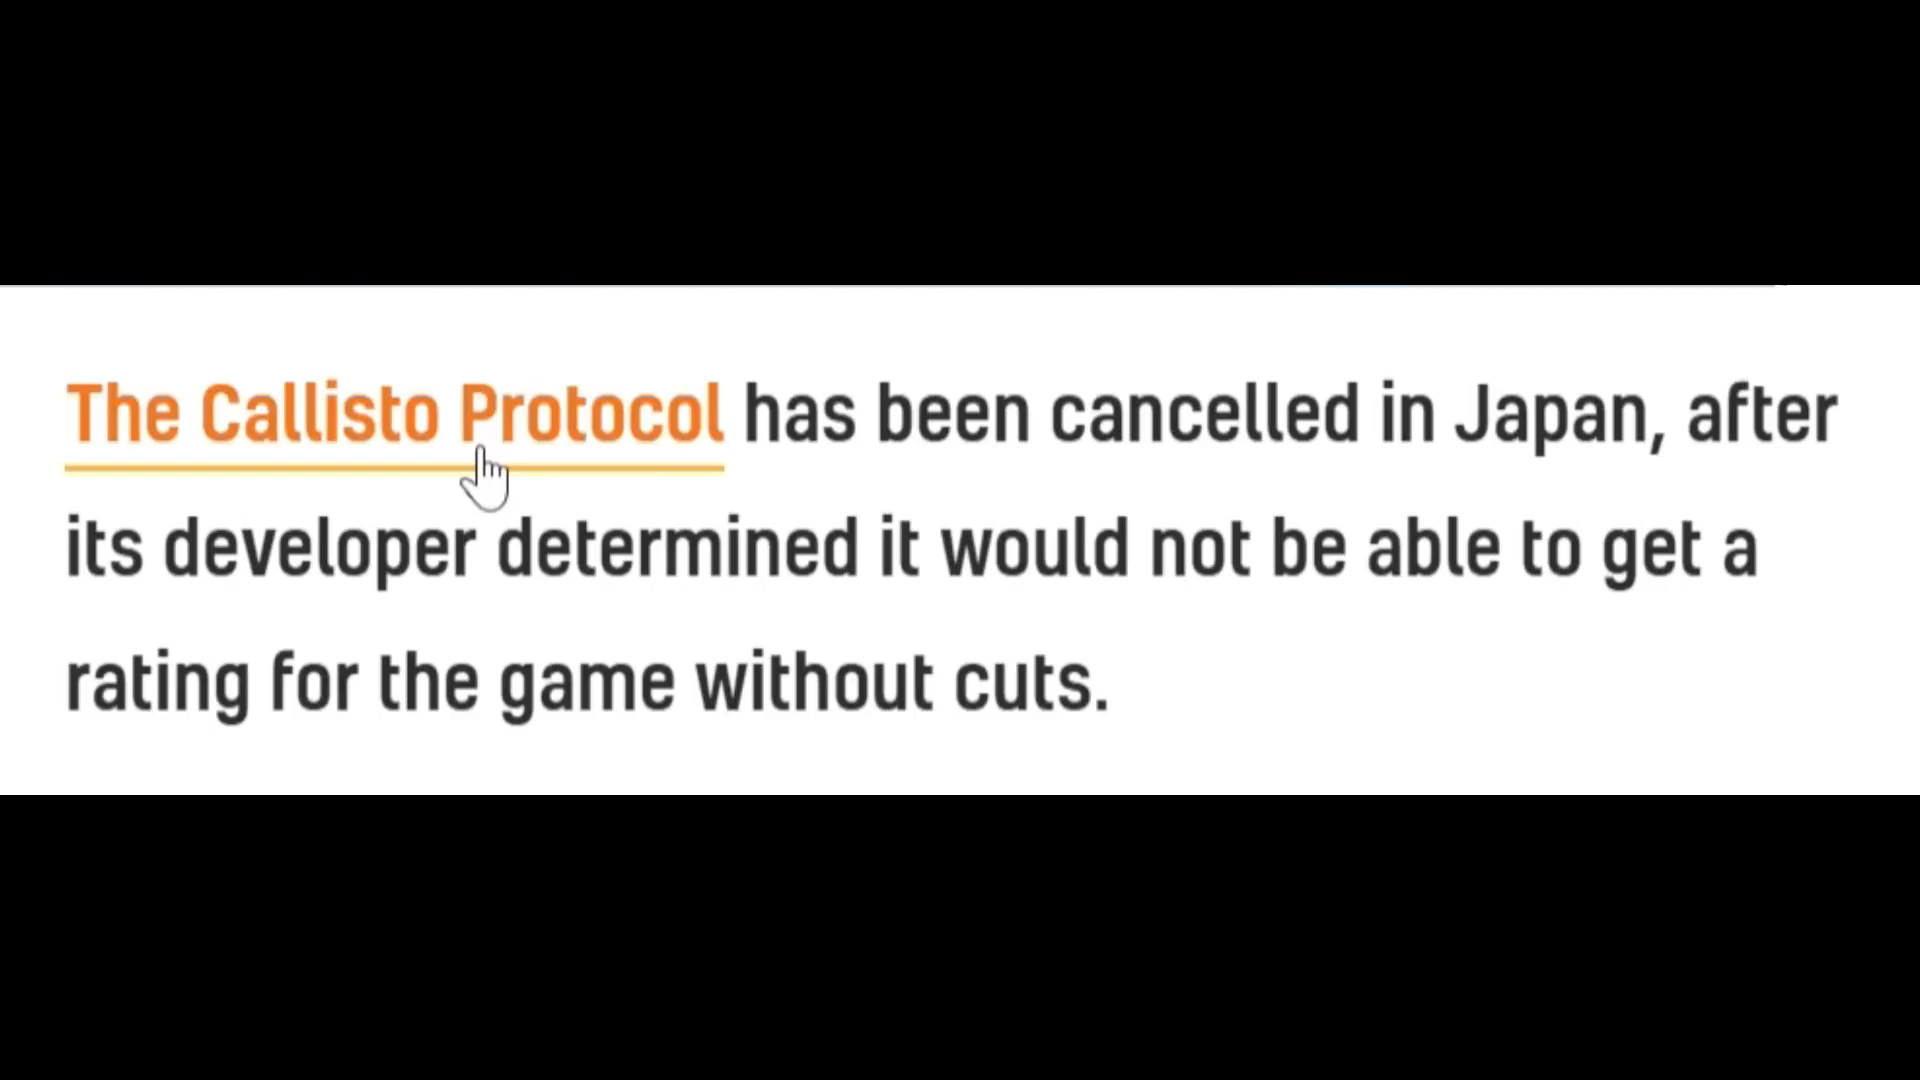 The Callisto Protocol has been cancelled in Japan, after
its developer determined it would not be able to get a
rating for the game without cuts.